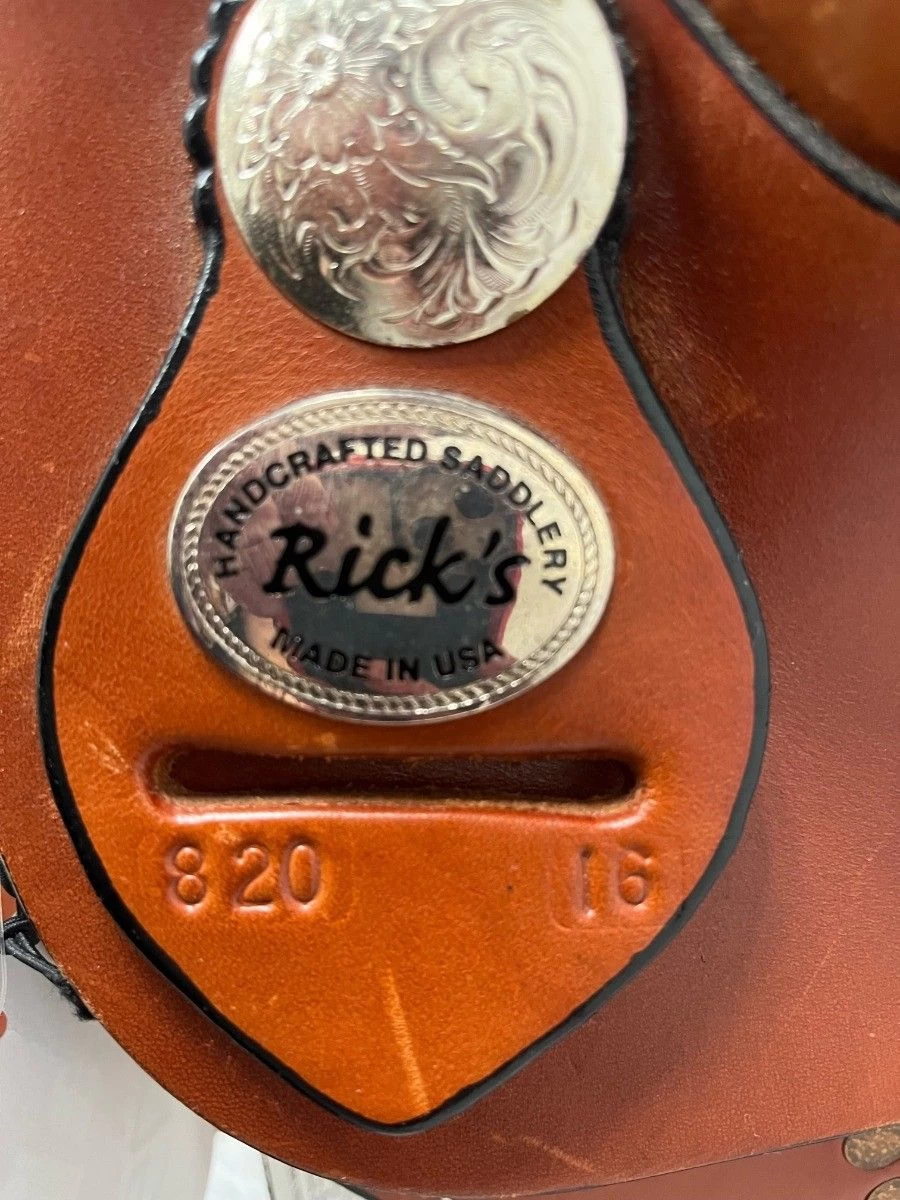 HANDCRAFTED SADDLERY
Rick's
MADE IN USA
820 16